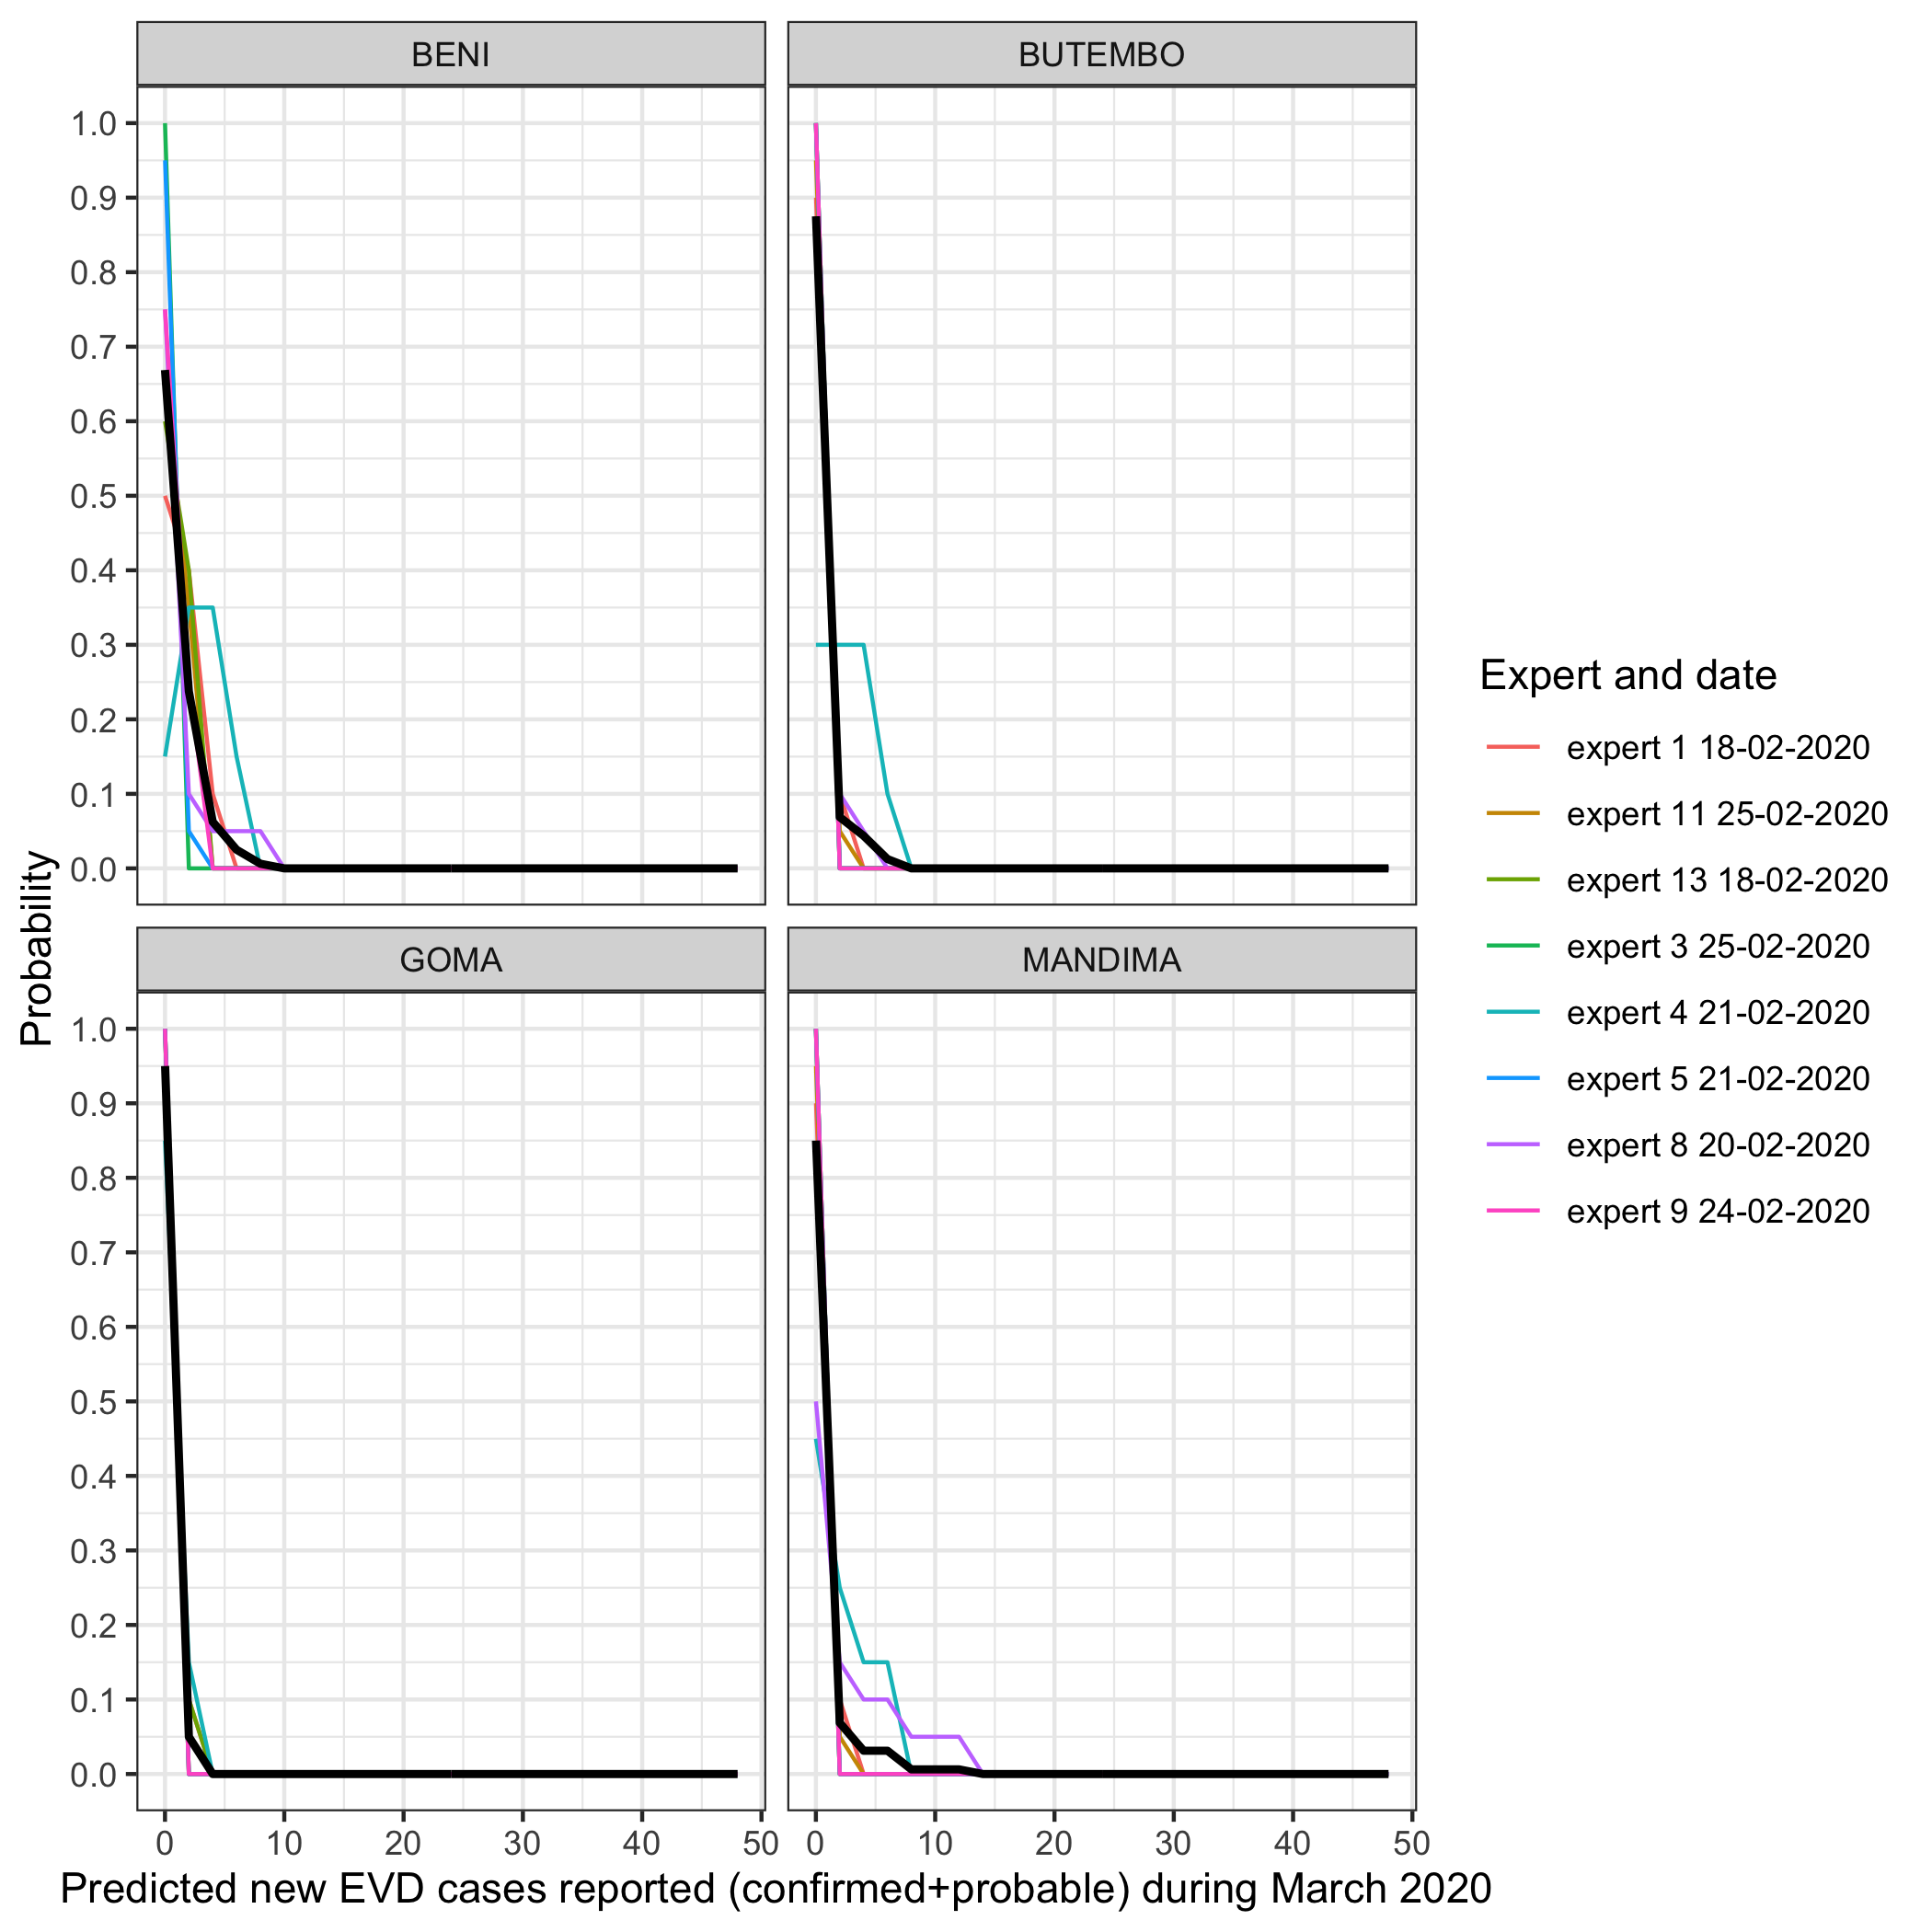 BENI
BUTEMBO
1.0
0.9
0.8
0.7
0.6
0.5
0.4
0.3
0.2
0.1
0.0
GOMA
MANDIMA
1.0
0.9
0.8
0.7
0.6
0.5
0.4
0.3
0.2
0.1
0.0
0 10 20 30 40 50
0 10 20 30 40 50
Probability
Predicted new EVD cases reported (confirmed+probable) during March 2020
Expert and date
expert 1 18-02-2020
expert 11 25-02-2020
expert 13 18-02-2020
expert 3 25-02-2020
expert 4 21-02-2020
expert 5 21-02-2020
expert 8 20-02-2020
expert 9 24-02-2020